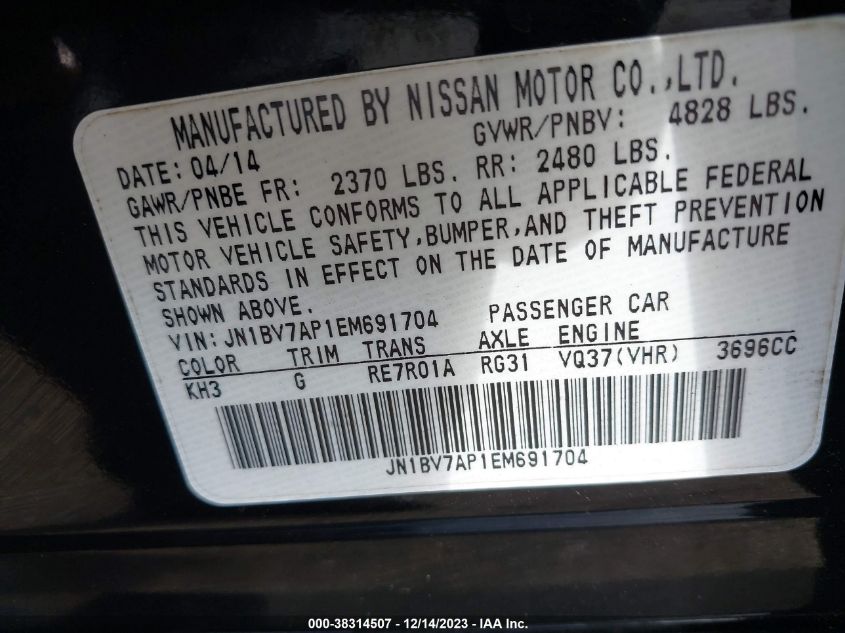 MANUFACTURED BY NISSAN MOTOR CO.,LTD.
DATE: 04/14 GVWR/PNBV: 4828 LBS.
GAWR/PNBE FR: 2370 LBS. RR: 2480 LBS.
THIS VEHICLE CONFORMS TO ALL APPLICABLE FEDERAL
MOTOR VEHICLE SAFETY,BUMPER,AND THEFT PREVENTION
STANDARDS IN EFFECT ON THE DATE OF MANUFACTURE
SHOWN ABOVE.
VIN: JN1BV7AP1EM691704 PASSENGER CAR
COLOR TRIM TRANS AXLE ENGINE
KH3 G RE7R01A RG31 VQ37(VHR) 3696CC
JN1BV7AP1EM691704
000-38314507 - 12/14/2023 - IAA Inc.